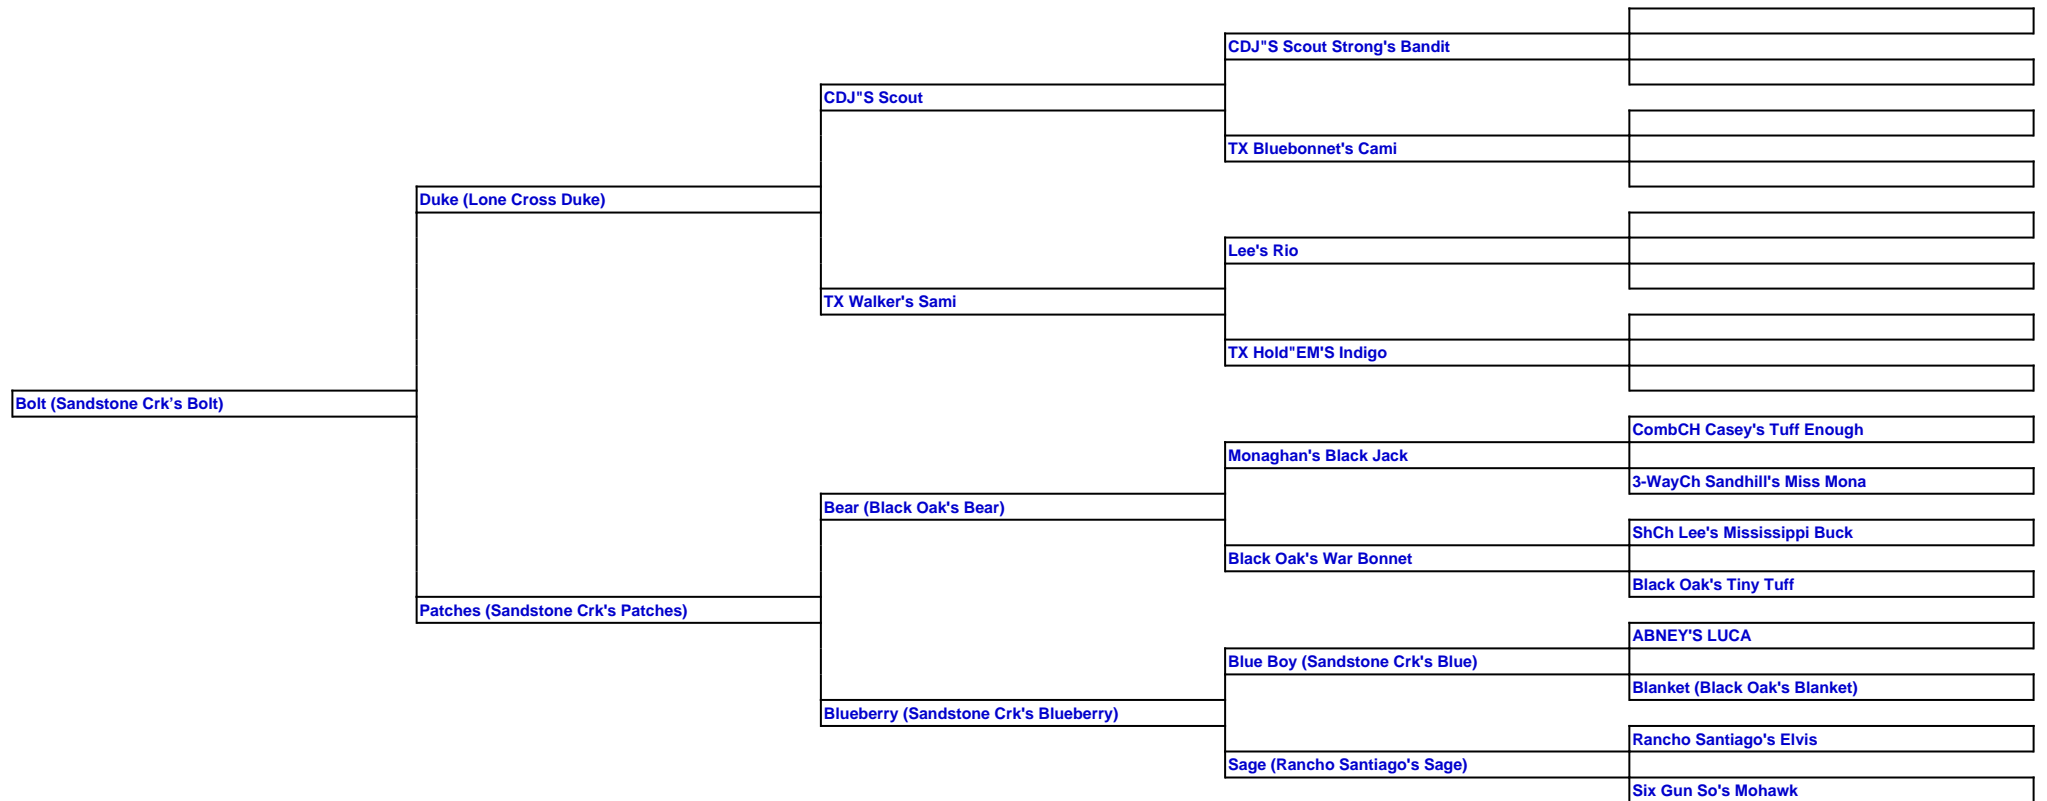 CDJ"S Scout Strong's Bandit
CDJ"S Scout
TX Bluebonnet's Cami
Duke (Lone Cross Duke)
Lee's Rio
TX Walker's Sami
TX Hold"EM'S Indigo
Bolt (Sandstone Crk’s Bolt)
CombCH Casey's Tuff Enough
Monaghan's Black Jack
3-WayCh Sandhill's Miss Mona
Bear (Black Oak's Bear)
ShCh Lee's Mississippi Buck
Black Oak's War Bonnet
Black Oak's Tiny Tuff
Patches (Sandstone Crk's Patches)
ABNEY'S LUCA
Blue Boy (Sandstone Crk's Blue)
Blanket (Black Oak's Blanket)
Blueberry (Sandstone Crk's Blueberry)
Rancho Santiago's Elvis
Sage (Rancho Santiago's Sage)
Six Gun So's Mohawk